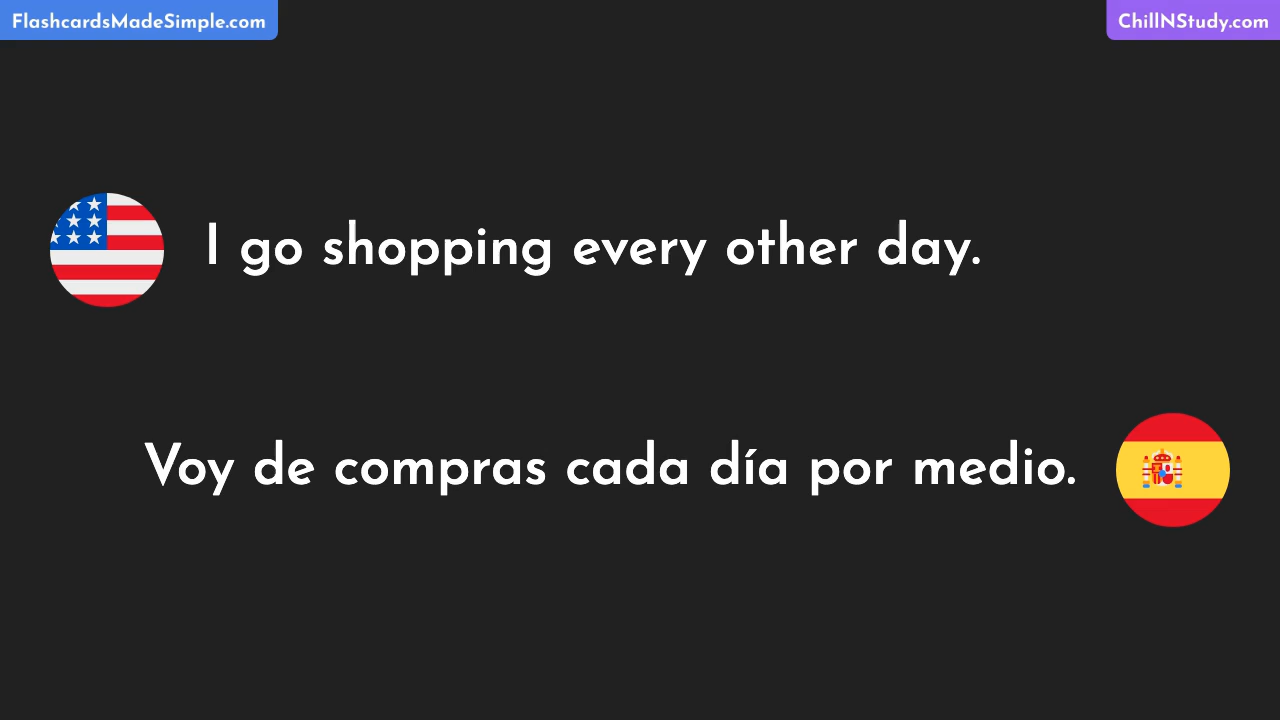 FlashcardsMadeSimple.com
ChillNStudy.com
I go shopping every other day.
Voy de compras cada día por medio.